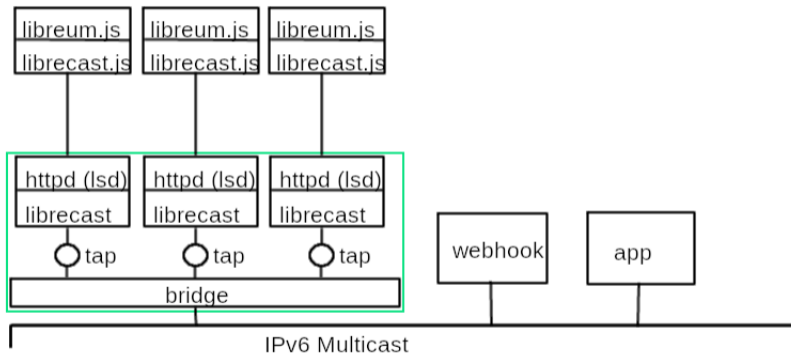 libreum.js libreum.js libreum.js
librecast.js librecast.js librecast.js
httpd (lsd) httpd (lsd) httpd (lsd)
librecast librecast librecast
tap tap tap
webhook app
bridge
IPv6 Multicast